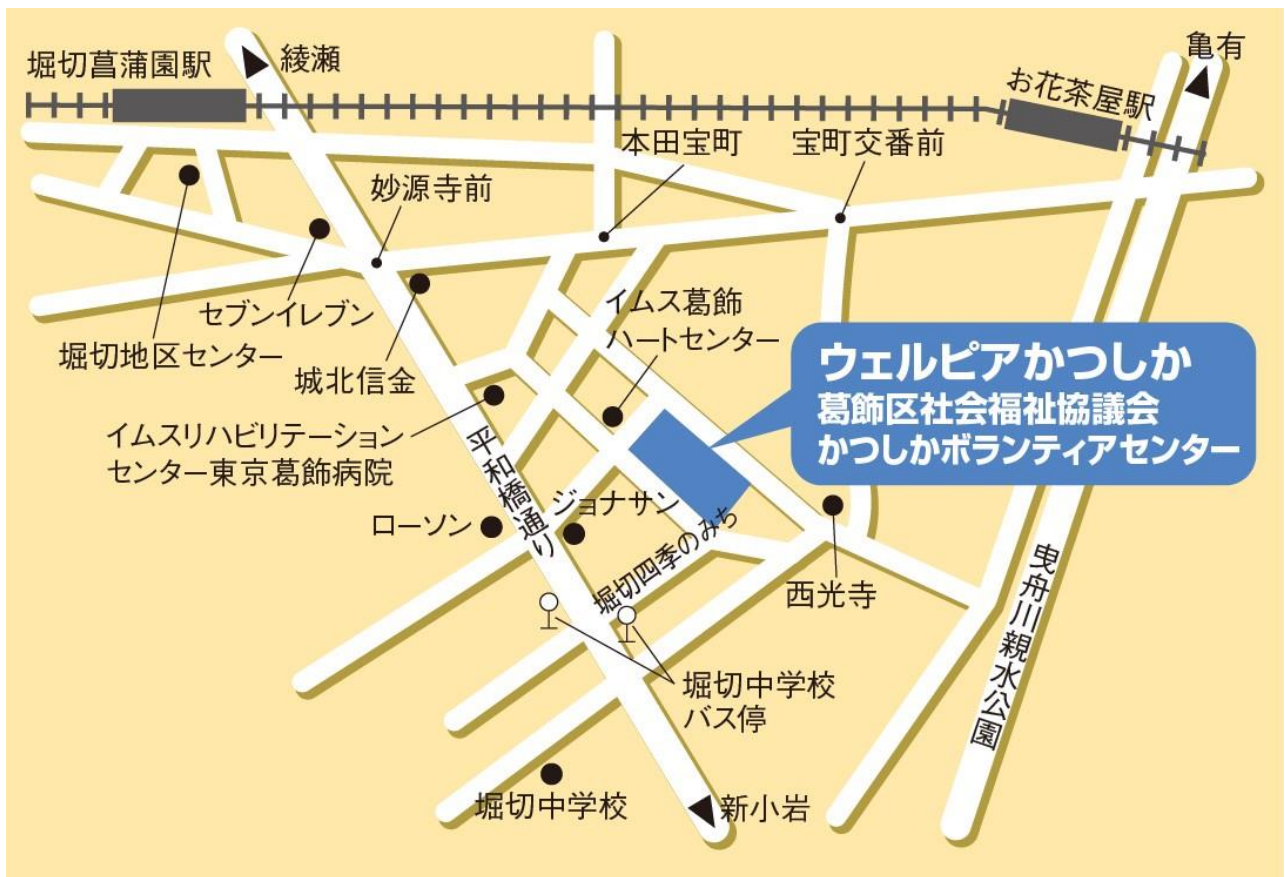 亀有
堀切菖蒲園駅
綾瀬
お花茶屋駅
本田宝町
宝町交番前
妙源寺前
セブンイレブン
堀切地区センター
城北信金
イムス葛飾
ハートセンター
ウェルピアかつしか
葛飾区社会福祉協議会
かつしかボランティアセンター
イムスリハビリテーション
センター東京葛飾病院
平和橋通り
ジョナサン
ローソン
堀切四季のみち
西光寺
曳舟川親水公園
堀切中学校
バス停
堀切中学校
新小岩